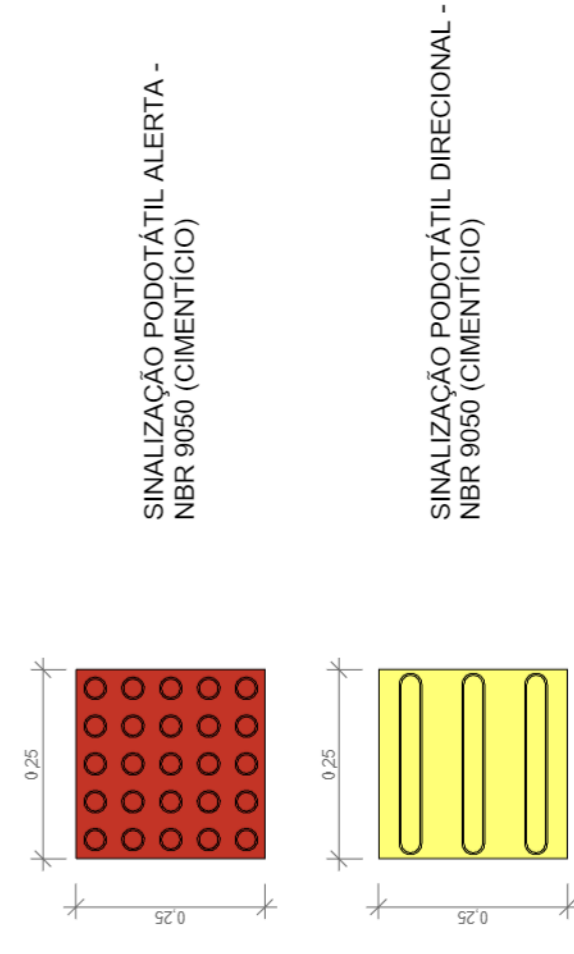 SINALIZAÇÃO PODOTÁTIL ALERTA -
NBR 9050 (CIMENTÍCIO)
0,25
0,25
SINALIZAÇÃO PODOTÁTIL DIRECIONAL -
NBR 9050 (CIMENTÍCIO)
0,25
0,25